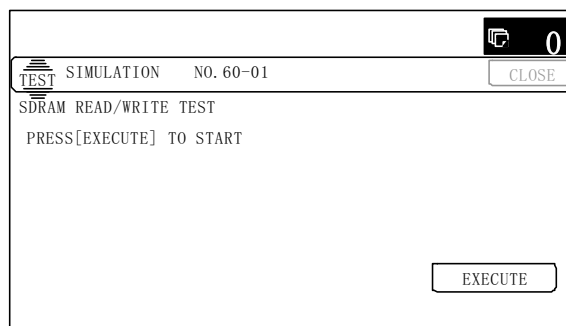 0
TEST SIMULATION NO. 60-01 CLOSE
SDRAM READ/WRITE TEST
PRESS[EXECUTE] TO START
EXECUTE